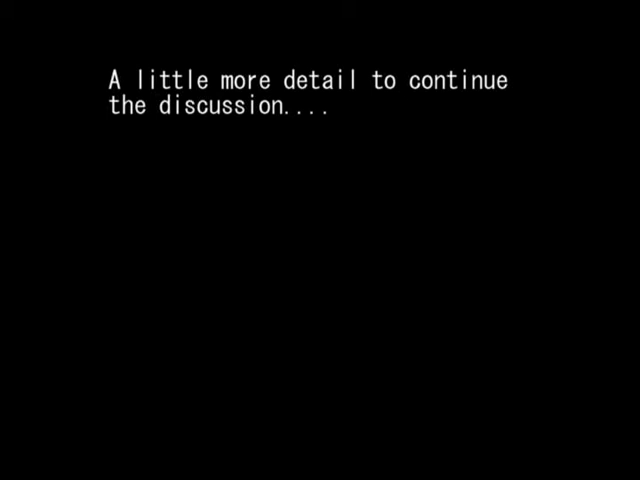 A little more detail to continue
the discussion....